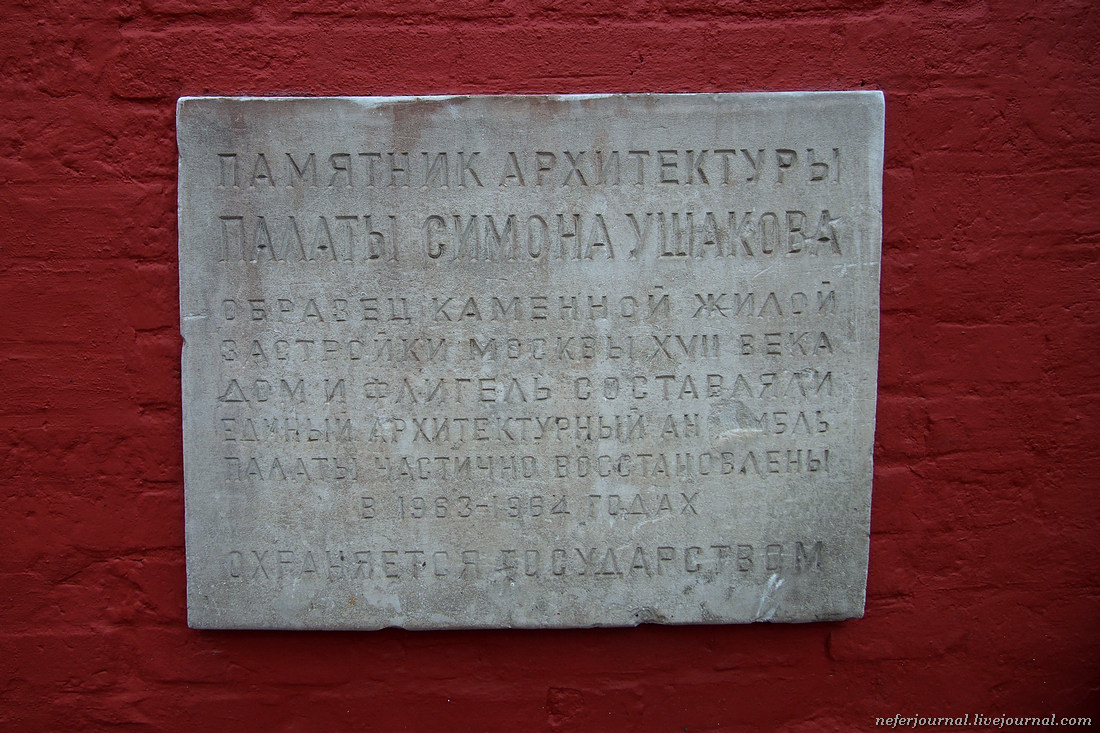 ПАМЯТНИК АРХИТЕКТУРЫ
ПАЛАТЫ СИМОНА УШАКОВА
ОБРАЗЕЦ КАМЕННОЙ ЖИЛОЙ
ЗАСТРОЙКИ МОСКВЫ XVII ВЕКА
ДОМ И ФЛИГЕЛЬ СОСТАВЛЯЛИ
ЕДИНЫЙ АРХИТЕКТУРНЫЙ
ПАЛАТЫ ЧАСТИЧНО ВОССТАНОВЛЕНЫ
В 1963-1964 ГОДАХ
ОХРАНЯЕТСЯ ГОСУДАРСТВОМ
neferjournal.livejournal.com